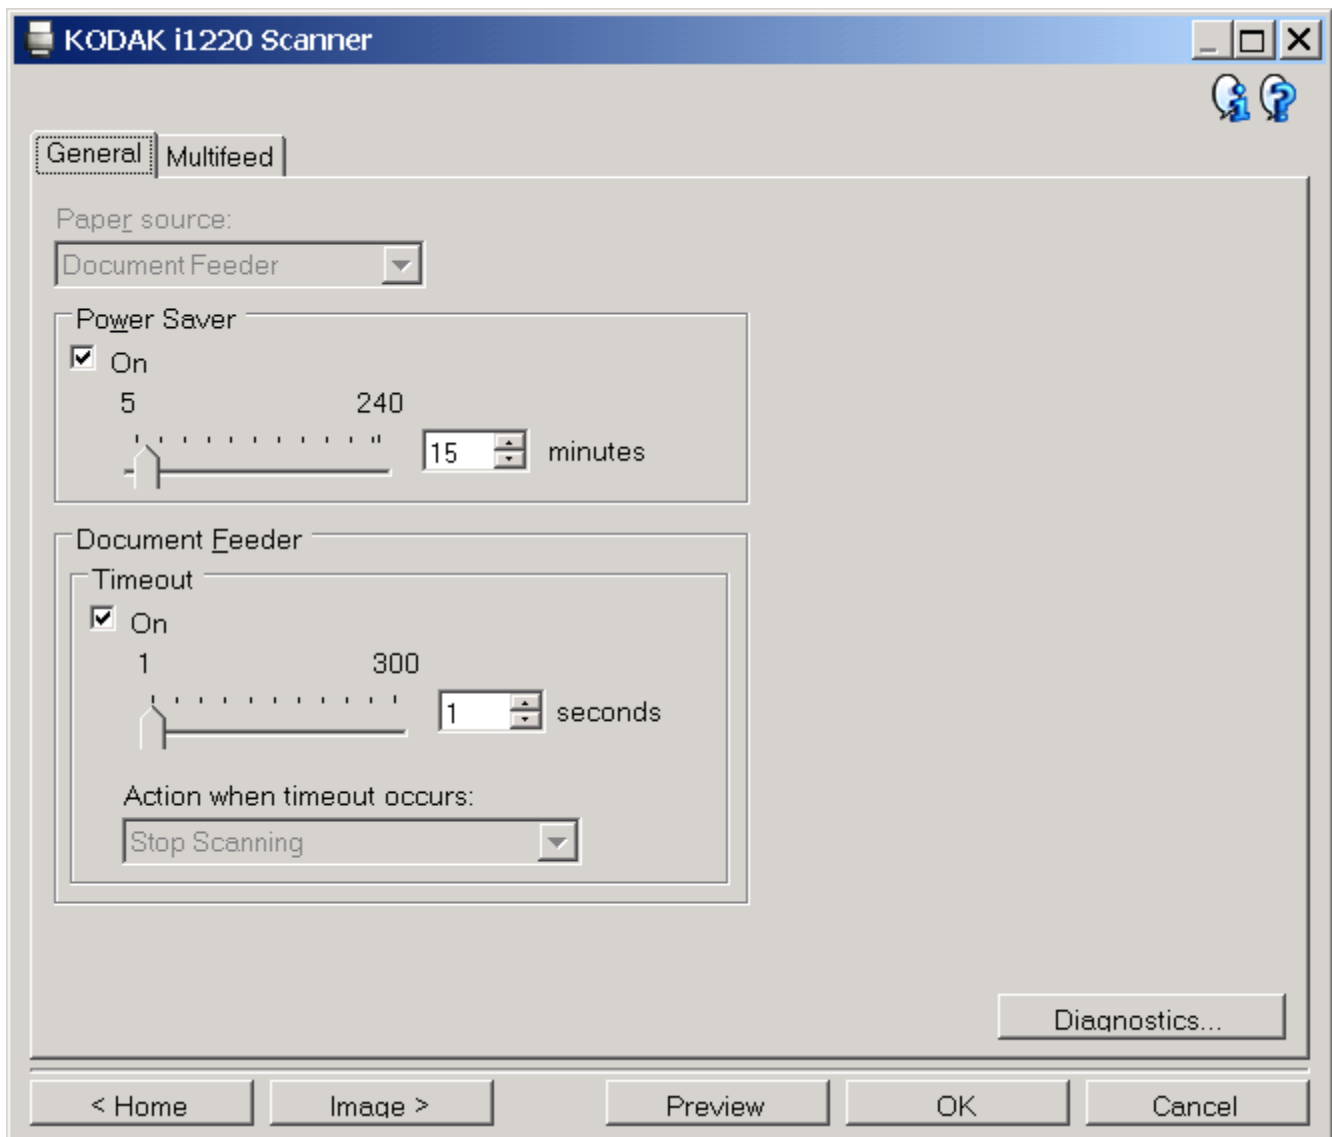 KODAK i1220 Scanner
General Multifeed
Paper source:
Document Feeder
Power Saver
On
5 240
15 minutes
Document Feeder
Timeout
On
1 300
1 seconds
Action when timeout occurs:
Stop Scanning
Diagnostics...
< Home Image > Preview OK Cancel